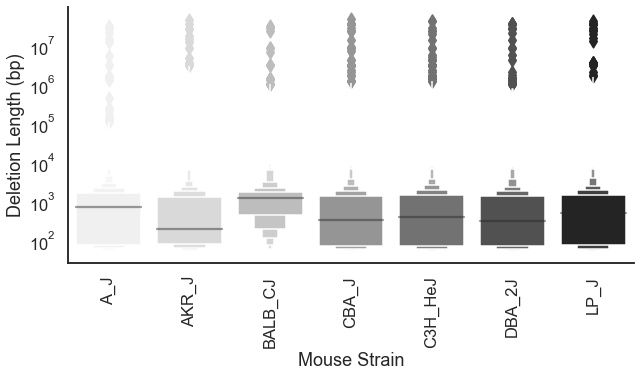 Deletion Length (bp)
10^7
10^6
10^5
10^4
10^3
10^2
A_J
AKR_J
BALB_CJ
CBA_J
C3H_HeJ
DBA_2J
LP_J
Mouse Strain